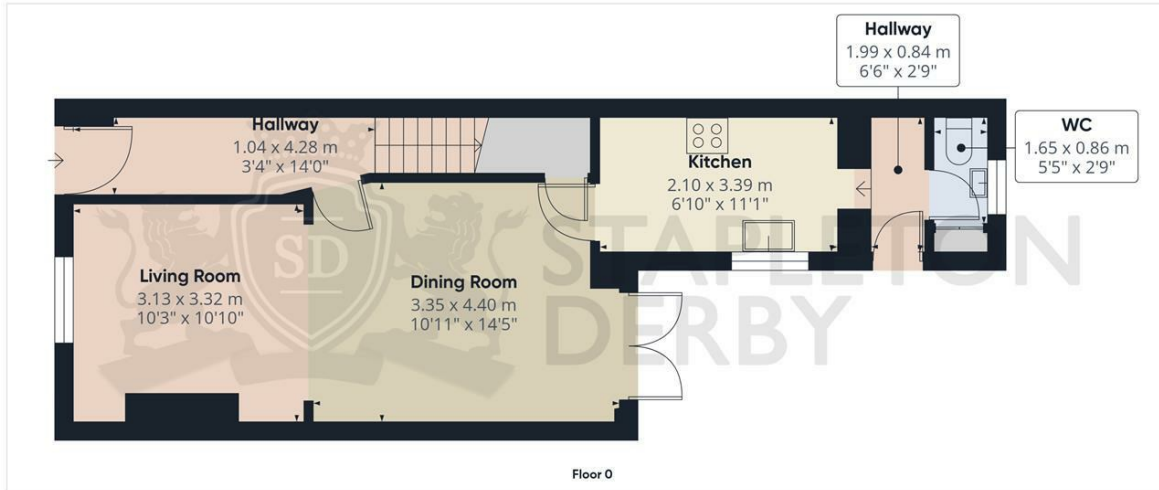 Hallway
1.99 x 0.84 m
6'6" x 2'9"
WC
1.65 x 0.86 m
5'5" x 2'9"
Hallway
1.04 x 4.28 m
3'4" x 14'0"
Kitchen
2.10 x 3.39 m
6'10" x 11'1"
Living Room
3.13 x 3.32 m
10'3" x 10'10"
Dining Room
3.35 x 4.40 m
10'11" x 14'5"
SD
STAPLETON
DERBY
Floor 0